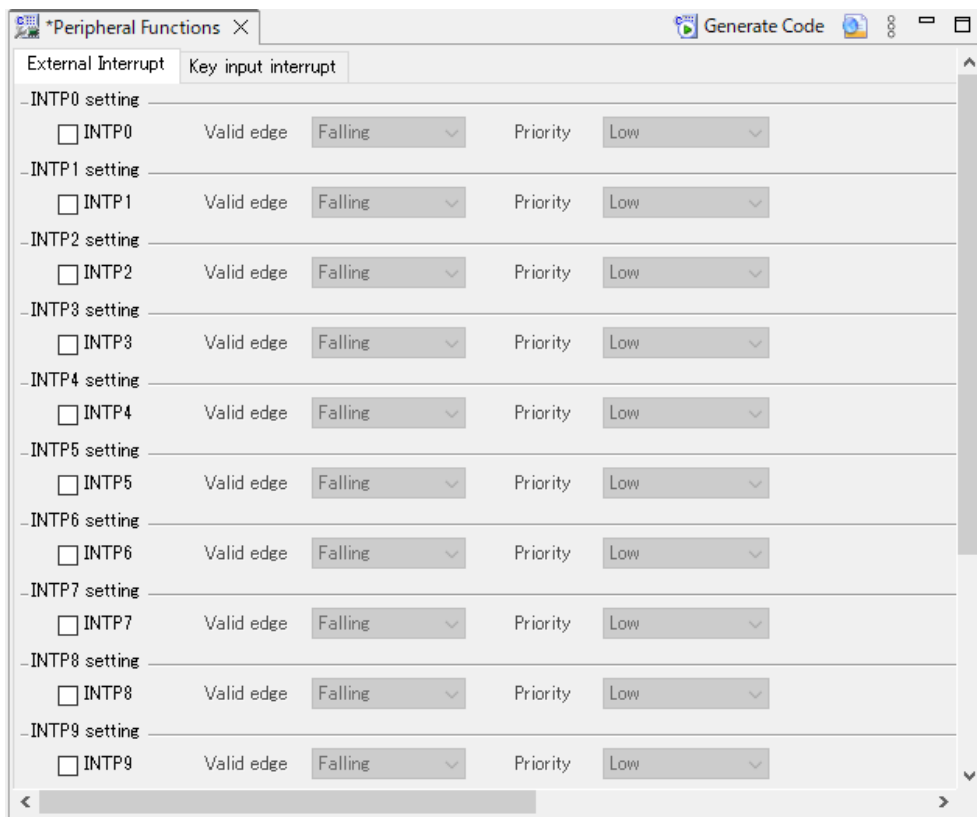 *Peripheral Functions Generate Code
External Interrupt Key input interrupt
INTP0 setting
INTP0 Valid edge Falling Priority Low
INTP1 setting
INTP1 Valid edge Falling Priority Low
INTP2 setting
INTP2 Valid edge Falling Priority Low
INTP3 setting
INTP3 Valid edge Falling Priority Low
INTP4 setting
INTP4 Valid edge Falling Priority Low
INTP5 setting
INTP5 Valid edge Falling Priority Low
INTP6 setting
INTP6 Valid edge Falling Priority Low
INTP7 setting
INTP7 Valid edge Falling Priority Low
INTP8 setting
INTP8 Valid edge Falling Priority Low
INTP9 setting
INTP9 Valid edge Falling Priority Low